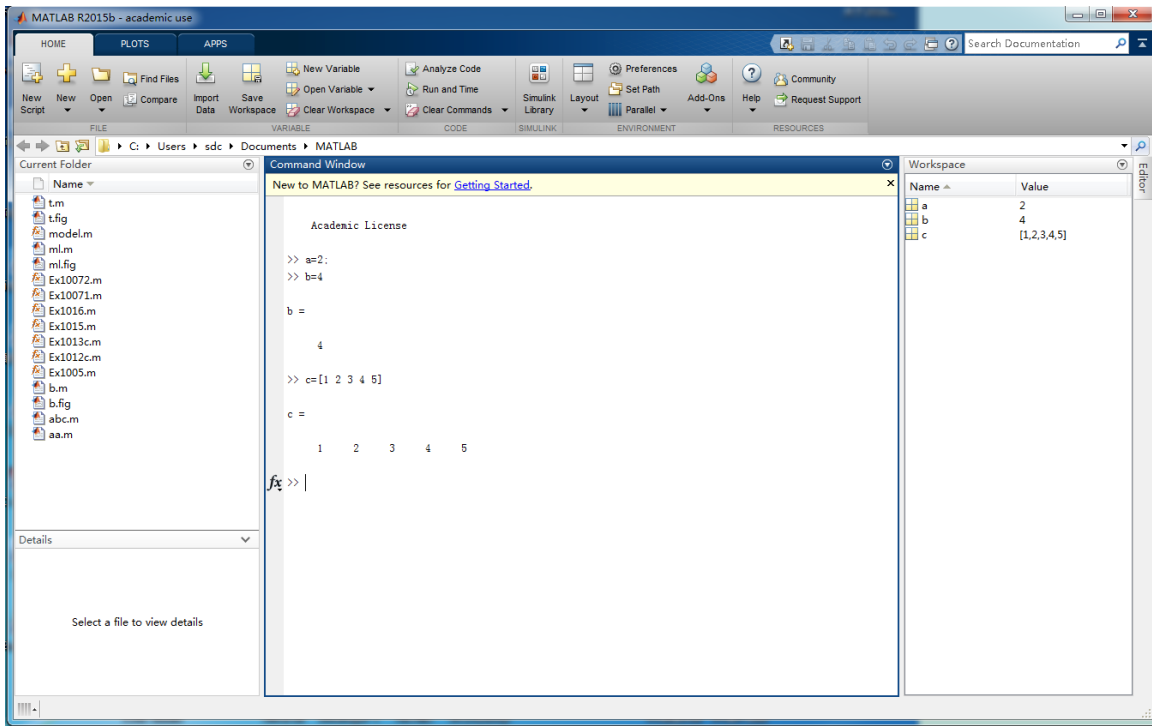 MATLAB R2015b - academic use
HOME PLOTS APPS
Search Documentation
New Script
New
Open
Find Files
Compare
Import Data
Save Workspace
New Variable
Open Variable
Clear Workspace
Analyze Code
Run and Time
Clear Commands
Simulink Library
Layout
Preferences
Set Path
Parallel
Add-Ons
Help
Community
Request Support
FILE VARIABLE CODE SIMULINK ENVIRONMENT RESOURCES
C: Users sdc Documents MATLAB
Current Folder
Name
t.m
t.fig
model.m
ml.m
ml.fig
Ex10072.m
Ex10071.m
Ex1016.m
Ex1015.m
Ex1013c.m
Ex1012c.m
Ex1005.m
b.m
b.fig
abc.m
aa.m
Details
Select a file to view details
Command Window
New to MATLAB? See resources for Getting Started.
Academic License
>> a=2;
>> b=4
b =
4
>> c=[1 2 3 4 5]
c =
1 2 3 4 5
fx >>
Workspace
Name Value
a 2
b 4
c [1,2,3,4,5]
Editor